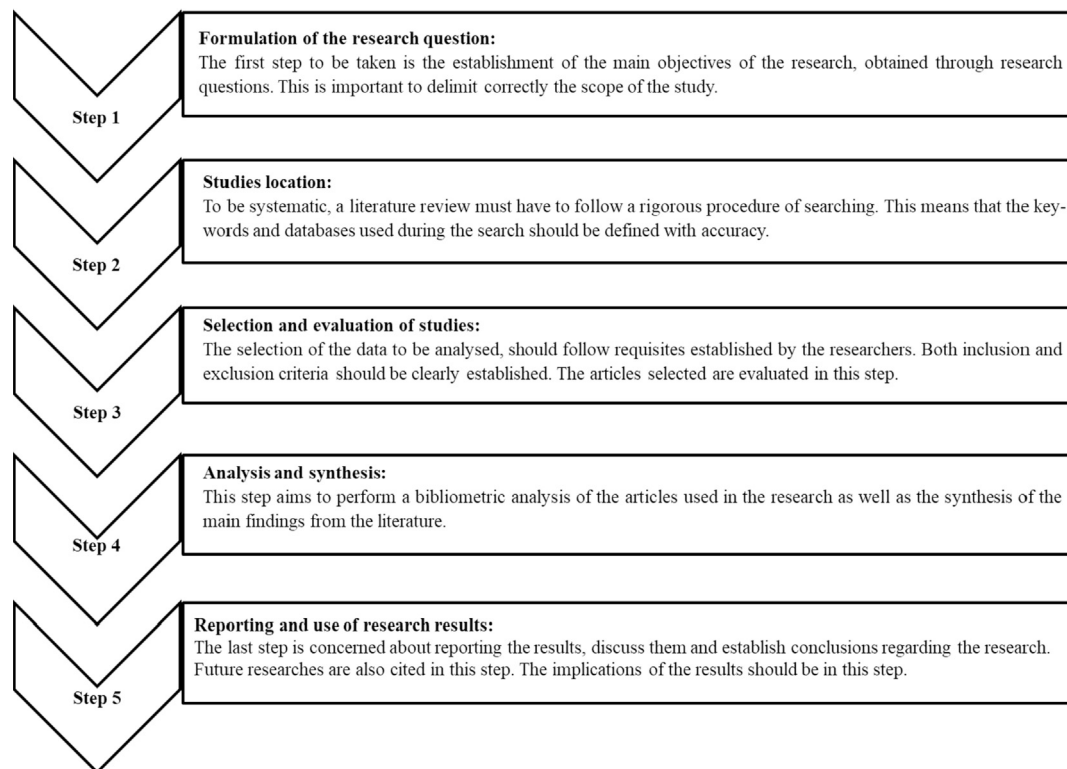 Formulation of the research question:
The first step to be taken is the establishment of the main objectives of the research, obtained through research
questions. This is important to delimit correctly the scope of the study.
Step 1
Studies location:
To be systematic, a literature review must have to follow a rigorous procedure of searching. This means that the key-
words and databases used during the search should be defined with accuracy.
Step 2
Selection and evaluation of studies:
The selection of the data to be analysed, should follow requisites established by the researchers. Both inclusion and
exclusion criteria should be clearly established. The articles selected are evaluated in this step.
Step 3
Analysis and synthesis:
This step aims to perform a bibliometric analysis of the articles used in the research as well as the synthesis of the
main findings from the literature.
Step 4
Reporting and use of research results:
The last step is concerned about reporting the results, discuss them and establish conclusions regarding the research.
Future researches are also cited in this step. The implications of the results should be in this step.
Step 5